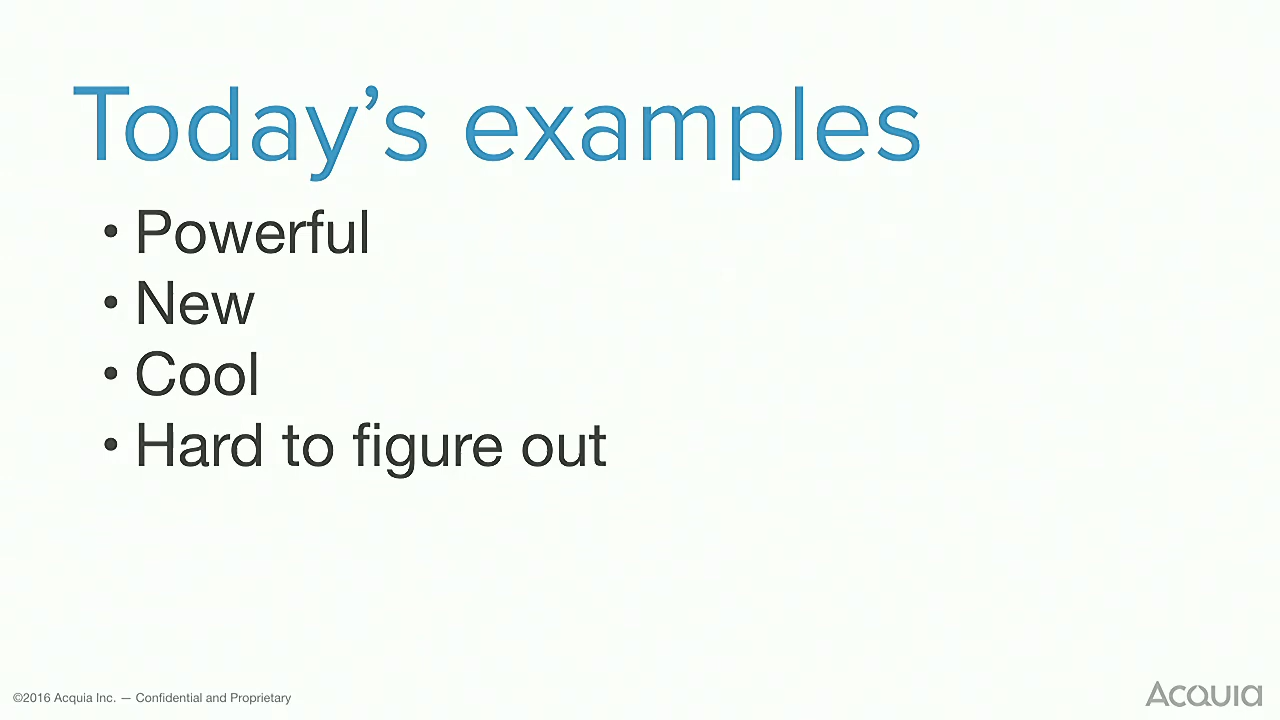 Today’s examples
• Powerful
• New
• Cool
• Hard to figure out
©2016 Acquia Inc. — Confidential and Proprietary
Acquia